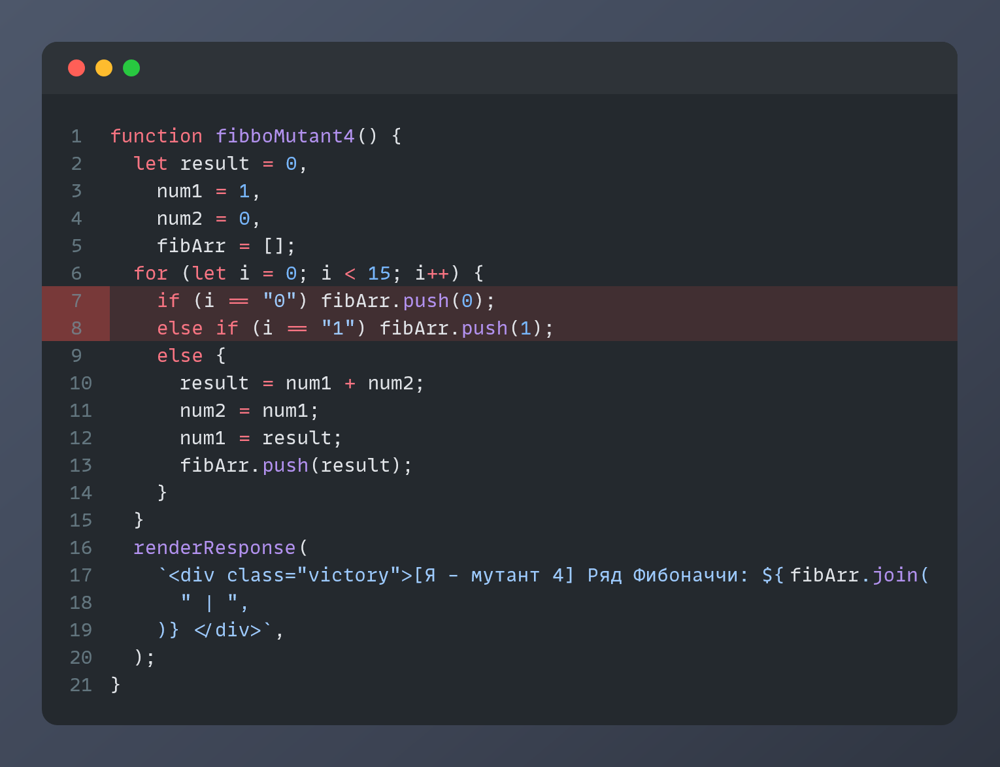 1 function fibboMutant4() {
2 let result = 0,
3 num1 = 1,
4 num2 = 0,
5 fibArr = [];
6 for (let i = 0; i < 15; i++) {
7 if (i == "0") fibArr.push(0);
8 else if (i == "1") fibArr.push(1);
9 else {
10 result = num1 + num2;
11 num2 = num1;
12 num1 = result;
13 fibArr.push(result);
14 }
15 }
16 renderResponse(
17 `<div class="victory">[Я - мутант 4] Ряд Фибоначчи: ${fibArr.join(
18 " | ",
19 )} </div>`,
20 );
21 }